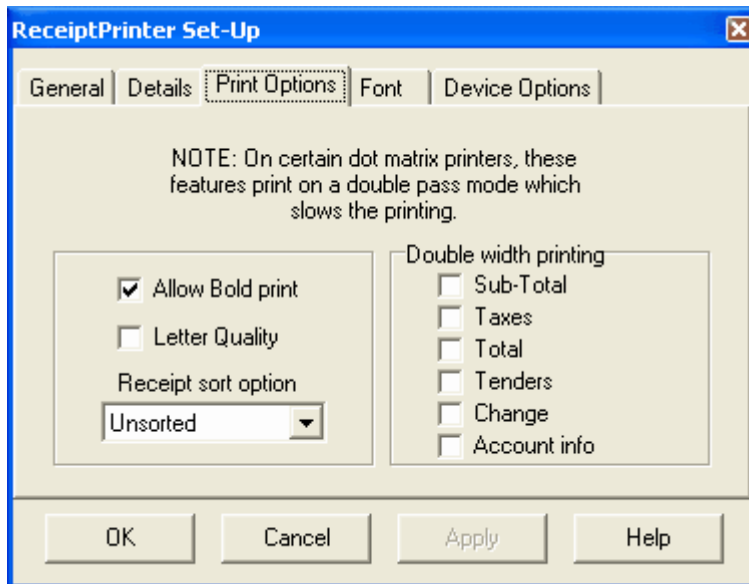 ReceiptPrinter Set-Up
General Details Print Options Font Device Options
NOTE: On certain dot matrix printers, these
features print on a double pass mode which
slows the printing.
Allow Bold print
Letter Quality
Receipt sort option
Unsorted
Double width printing
Sub-Total
Taxes
Total
Tenders
Change
Account info
OK Cancel Apply Help